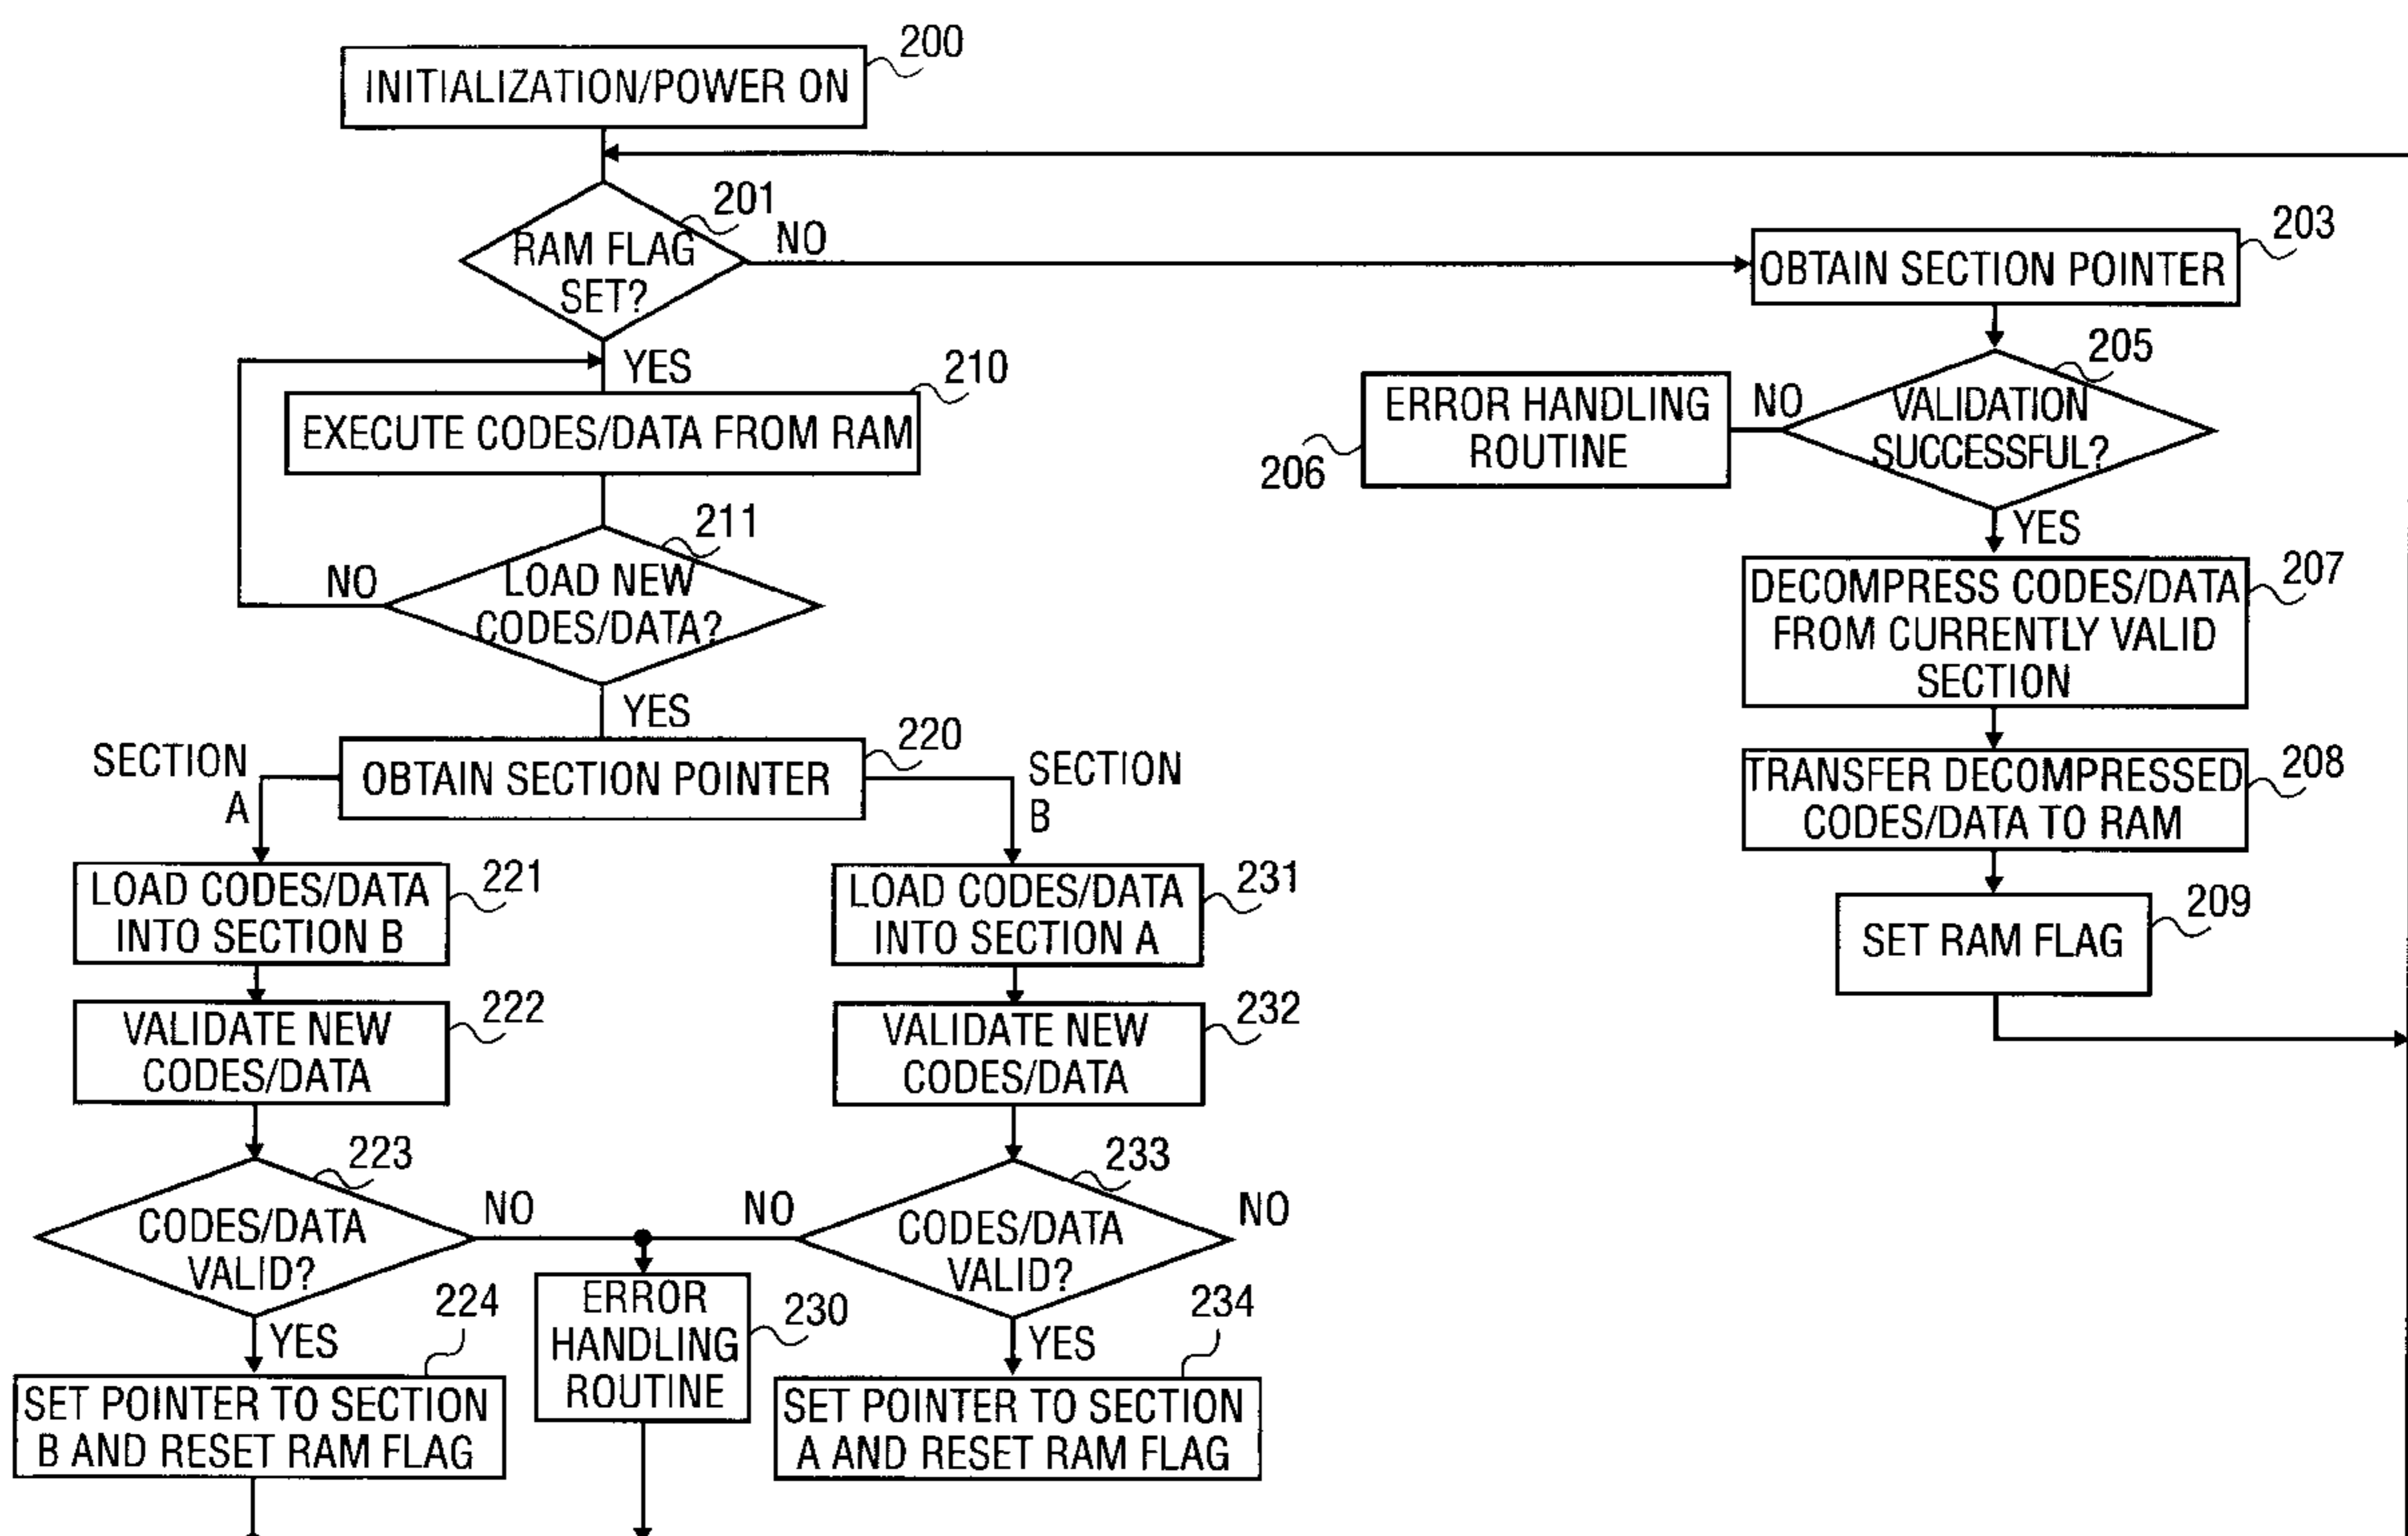 200
INITIALIZATION/POWER ON
201
RAM FLAG
SET?
NO
YES
210
EXECUTE CODES/DATA FROM RAM
211
LOAD NEW
CODES/DATA?
NO
YES
220
OBTAIN SECTION POINTER
SECTION
A
SECTION
B
221
LOAD CODES/DATA
INTO SECTION B
222
VALIDATE NEW
CODES/DATA
223
CODES/DATA
VALID?
NO
YES
224
SET POINTER TO SECTION
B AND RESET RAM FLAG
ERROR
HANDLING
ROUTINE
230
231
LOAD CODES/DATA
INTO SECTION A
232
VALIDATE NEW
CODES/DATA
233
NO
CODES/DATA
VALID?
NO
YES
234
SET POINTER TO SECTION
A AND RESET RAM FLAG
203
OBTAIN SECTION POINTER
205
VALIDATION
SUCCESSFUL?
NO
ERROR HANDLING
ROUTINE
206
YES
207
DECOMPRESS CODES/DATA
FROM CURRENTLY VALID
SECTION
208
TRANSFER DECOMPRESSED
CODES/DATA TO RAM
209
SET RAM FLAG